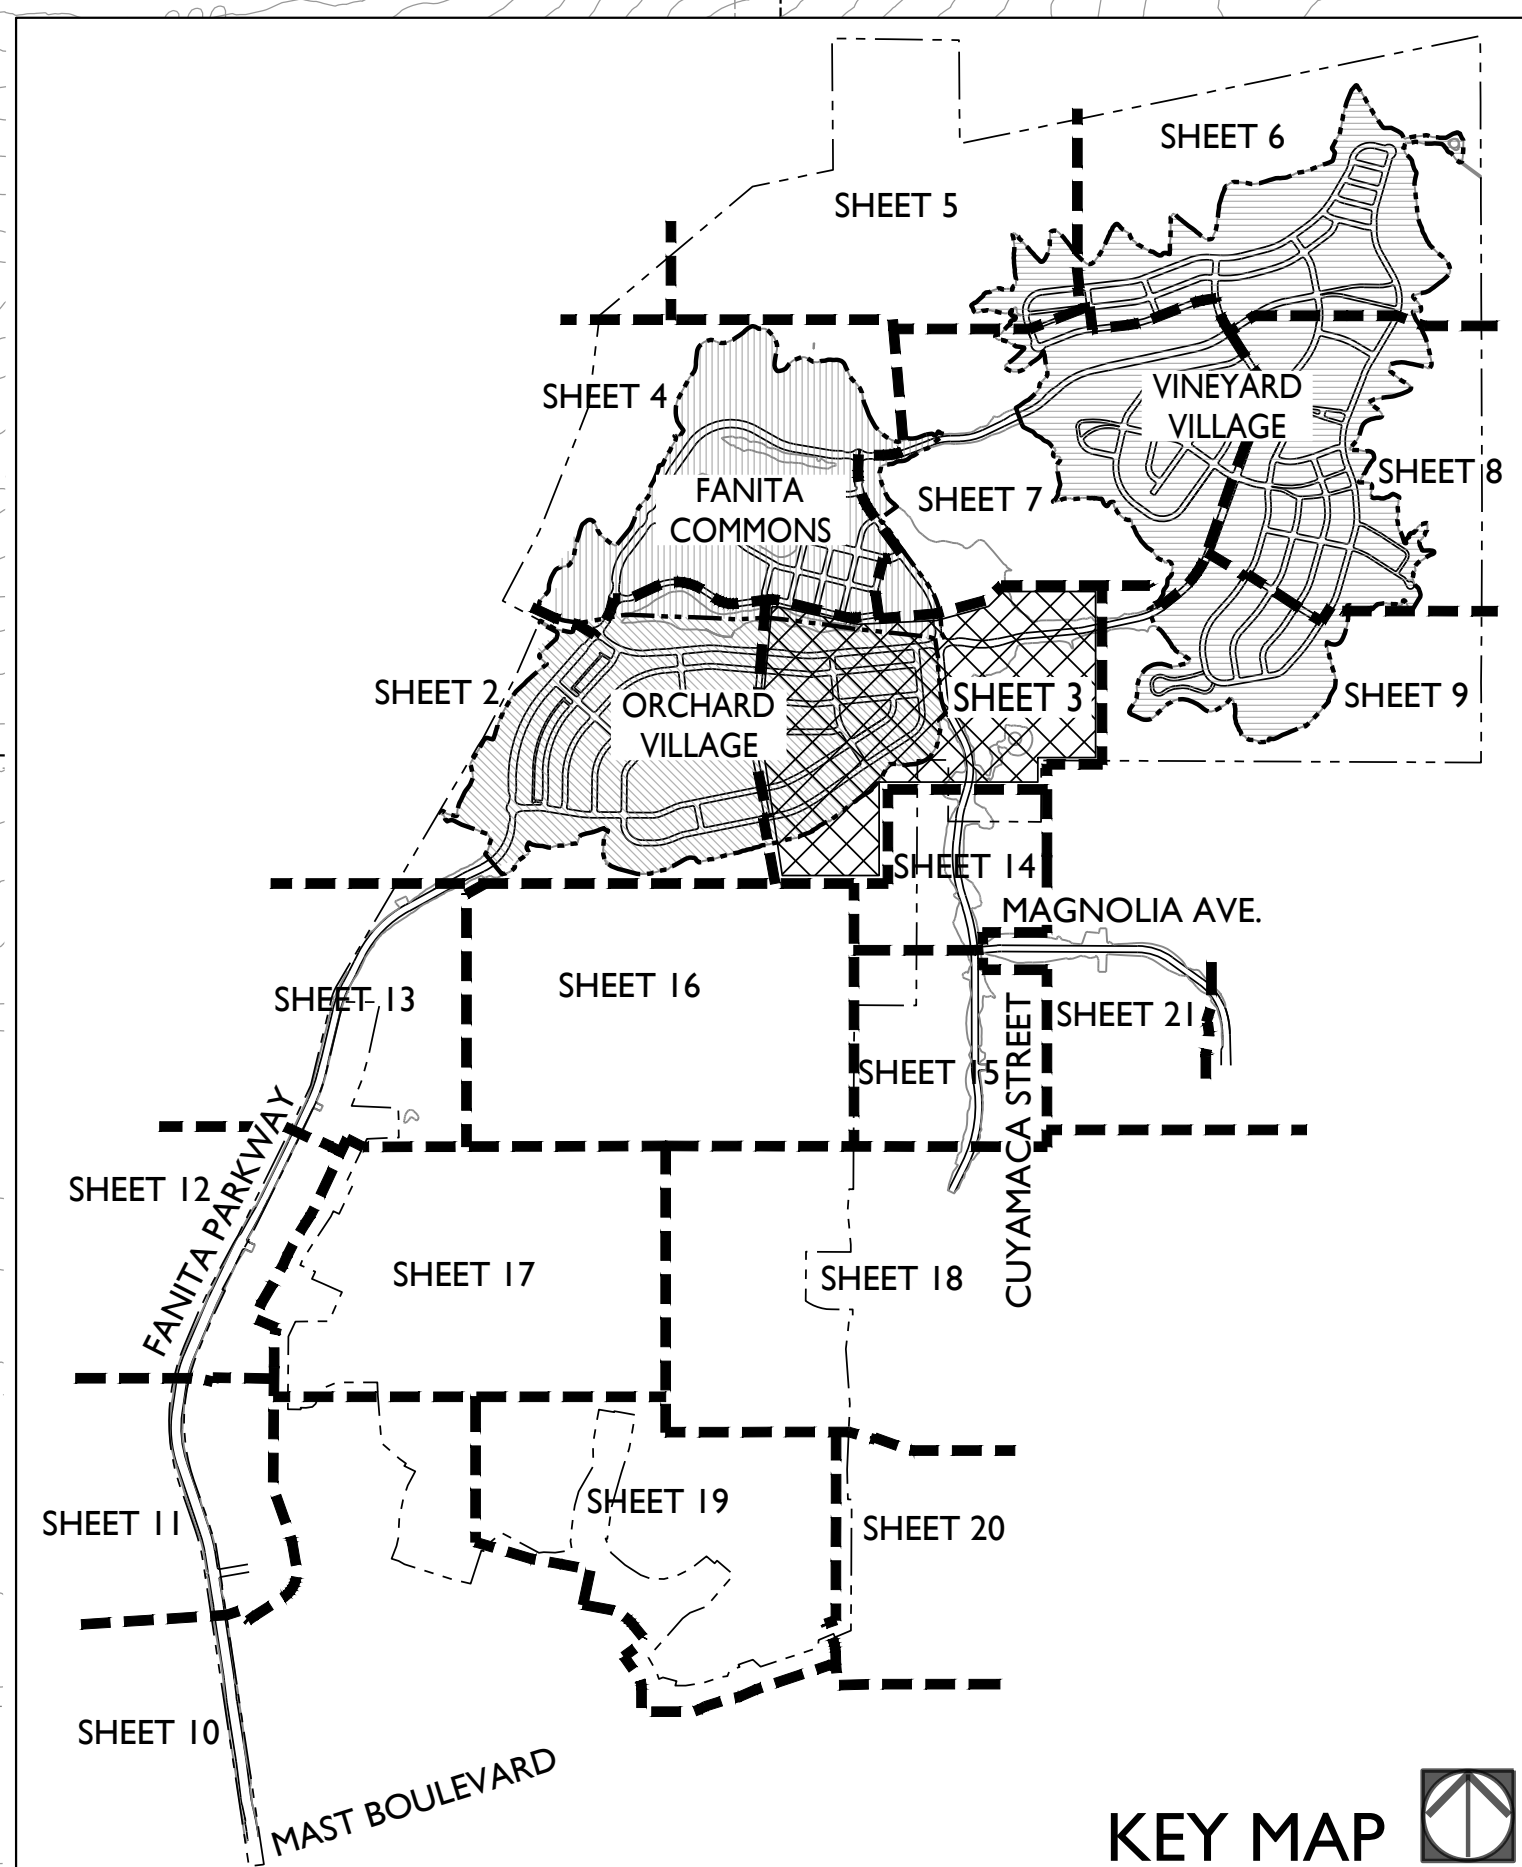 SHEET 6
SHEET 5
SHEET 4
VINEYARD
VILLAGE
SHEET 8
FANITA
COMMONS
SHEET 7
SHEET 2
ORCHARD
VILLAGE
SHEET 3
SHEET 9
SHEET 14
MAGNOLIA AVE.
SHEET 13
SHEET 16
SHEET 21
SHEET 15
CUYAMACA STREET
SHEET 12
FANITA PARKWAY
SHEET 17
SHEET 18
SHEET 11
SHEET 19
SHEET 20
SHEET 10
MAST BOULEVARD
KEY MAP